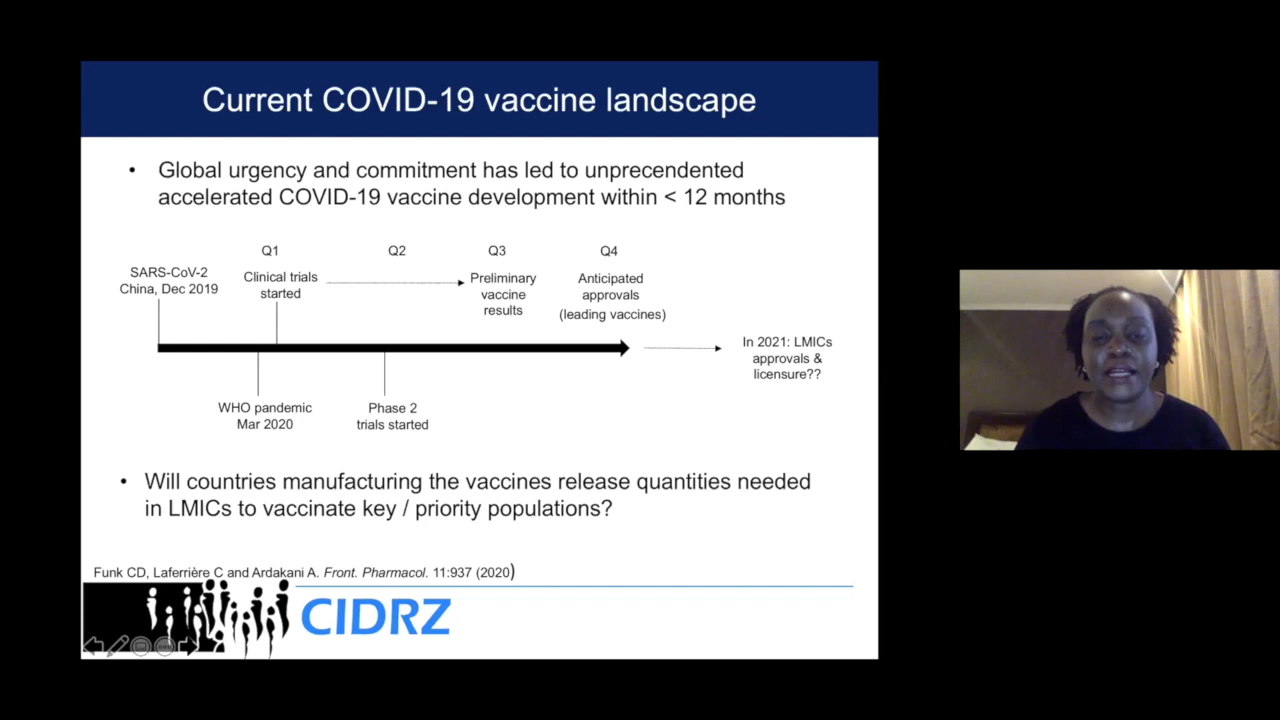 Current COVID-19 vaccine landscape
• Global urgency and commitment has led to unprecendented
accelerated COVID-19 vaccine development within < 12 months
Q1
Q2
Q3
Q4
SARS-CoV-2
China, Dec 2019
Clinical trials
started
Preliminary
vaccine
results
Anticipated
approvals
(leading vaccines)
In 2021: LMICs
approvals &
licensure??
WHO pandemic
Mar 2020
Phase 2
trials started
• Will countries manufacturing the vaccines release quantities needed
in LMICs to vaccinate key / priority populations?
Funk CD, Laferrière C and Ardakani A. Front. Pharmacol. 11:937 (2020)
CIDRZ